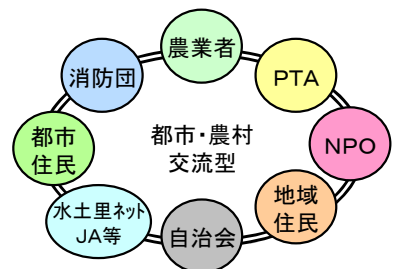 農業者
消防団
PTA
都市
住民
都市・農村
交流型
NPO
水土里ネット
JA等
自治会
地域
住民